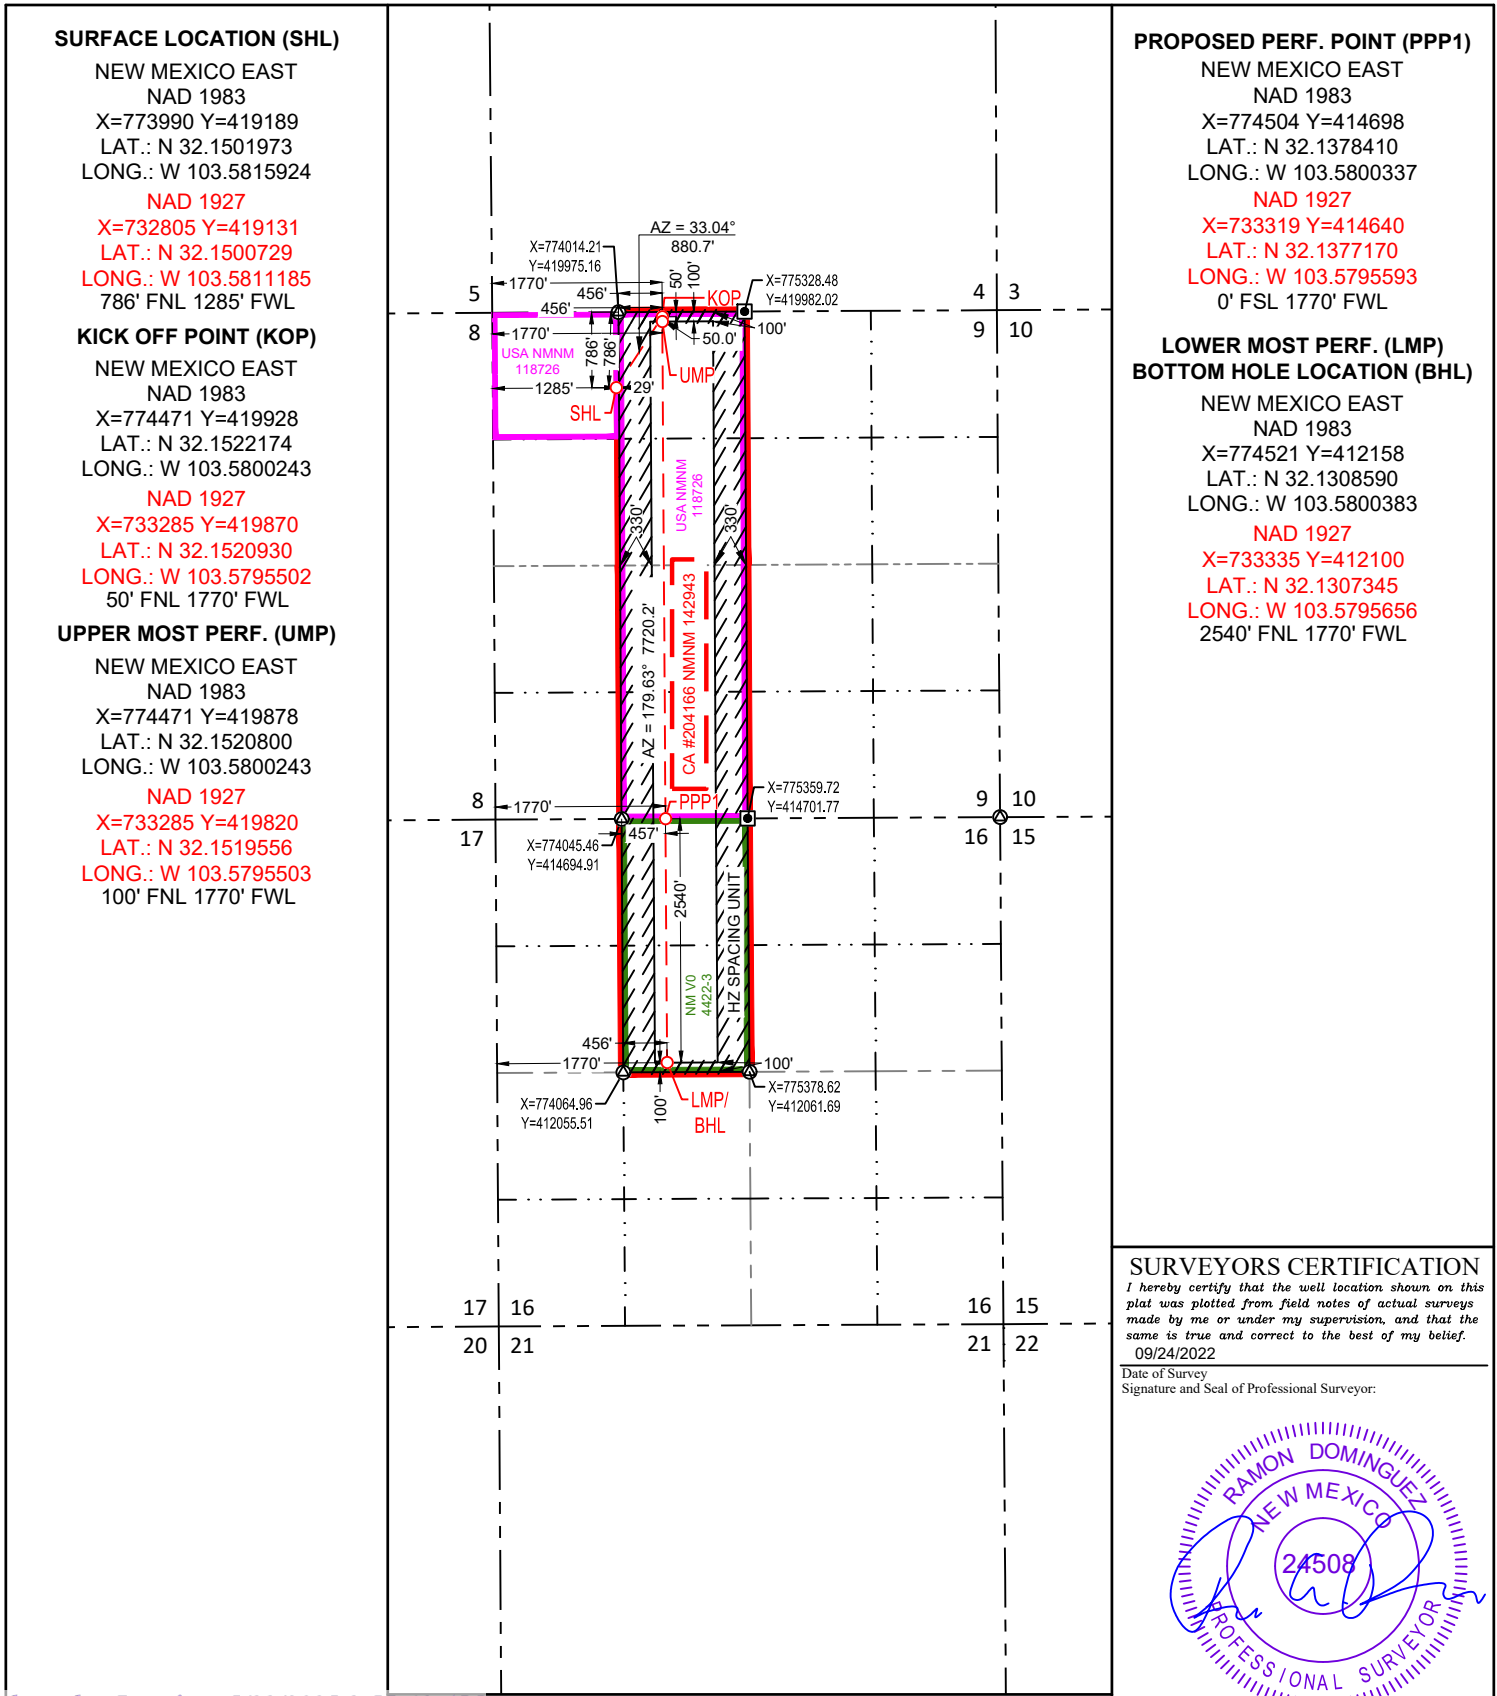 SURFACE LOCATION (SHL)
NEW MEXICO EAST
NAD 1983
X=773990 Y=419189
LAT.: N 32.1501973
LONG.: W 103.5815924
NAD 1927
X=732805 Y=419131
LAT.: N 32.1500729
LONG.: W 103.5811185
786' FNL 1285' FWL
KICK OFF POINT (KOP)
NEW MEXICO EAST
NAD 1983
X=774471 Y=419928
LAT.: N 32.1522174
LONG.: W 103.5800243
NAD 1927
X=733285 Y=419870
LAT.: N 32.1520930
LONG.: W 103.5795502
50' FNL 1770' FWL
UPPER MOST PERF. (UMP)
NEW MEXICO EAST
NAD 1983
X=774471 Y=419878
LAT.: N 32.1520800
LONG.: W 103.5800243
NAD 1927
X=733285 Y=419820
LAT.: N 32.1519556
LONG.: W 103.5795503
100' FNL 1770' FWL
AZ = 33.04°
880.7'
X=774014.21
Y=419975.16
50'
100'
X=775328.48
Y=419982.02
1770'
456'
KOP
5
4 3
456'
8
1770'
50.0'
100'
9 10
USA NMNM
118726
786'
786'
UMP
1285'
29'
SHL
USA NMNM
118726
330'
330'
AZ = 179.63° 7720.2'
CA #204166 NMNM 142943
X=775359.72
Y=414701.77
8
1770'
PPP1
9 10
17
457'
16 15
X=774045.46
Y=414694.91
2540'
HZ SPACING UNIT
NM V0
4422-3
456'
1770'
100'
X=775378.62
Y=412061.69
X=774064.96
Y=412055.51
100'
LMP/
BHL
17 16
16 15
20 21
21 22
PROPOSED PERF. POINT (PPP1)
NEW MEXICO EAST
NAD 1983
X=774504 Y=414698
LAT.: N 32.1378410
LONG.: W 103.5800337
NAD 1927
X=733319 Y=414640
LAT.: N 32.1377170
LONG.: W 103.5795593
0' FSL 1770' FWL
LOWER MOST PERF. (LMP)
BOTTOM HOLE LOCATION (BHL)
NEW MEXICO EAST
NAD 1983
X=774521 Y=412158
LAT.: N 32.1308590
LONG.: W 103.5800383
NAD 1927
X=733335 Y=412100
LAT.: N 32.1307345
LONG.: W 103.5795656
2540' FNL 1770' FWL
SURVEYORS CERTIFICATION
I hereby certify that the well location shown on this
plat was plotted from field notes of actual surveys
made by me or under my supervision, and that the
same is true and correct to the best of my belief.
09/24/2022
Date of Survey
Signature and Seal of Professional Surveyor:
RAMON DOMINGUEZ
NEW MEXICO
24508
PROFESSIONAL SURVEYOR